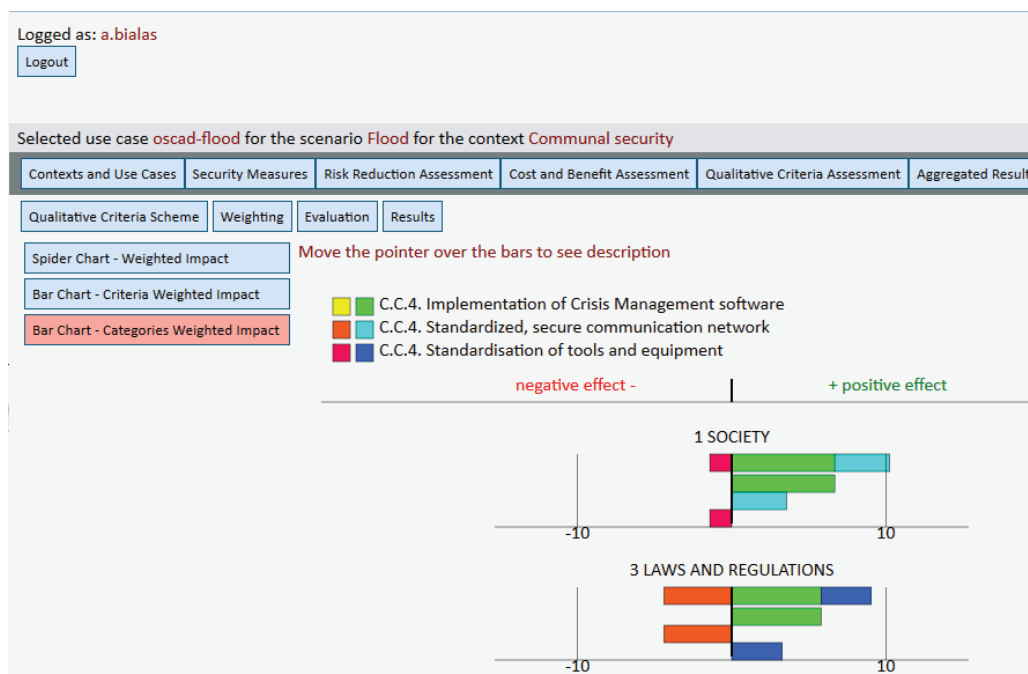 Logged as: a.bialas
Logout
Selected use case oscad-flood for the scenario Flood for the context Communal security
Contexts and Use Cases Security Measures Risk Reduction Assessment Cost and Benefit Assessment Qualitative Criteria Assessment Aggregated Result
Qualitative Criteria Scheme Weighting Evaluation Results
Spider Chart - Weighted Impact
Move the pointer over the bars to see description
Bar Chart - Criteria Weighted Impact
Bar Chart - Categories Weighted Impact
C.C.4. Implementation of Crisis Management software
C.C.4. Standardized, secure communication network
C.C.4. Standardisation of tools and equipment
negative effect - + positive effect
1 SOCIETY
-10 10
3 LAWS AND REGULATIONS
-10 10